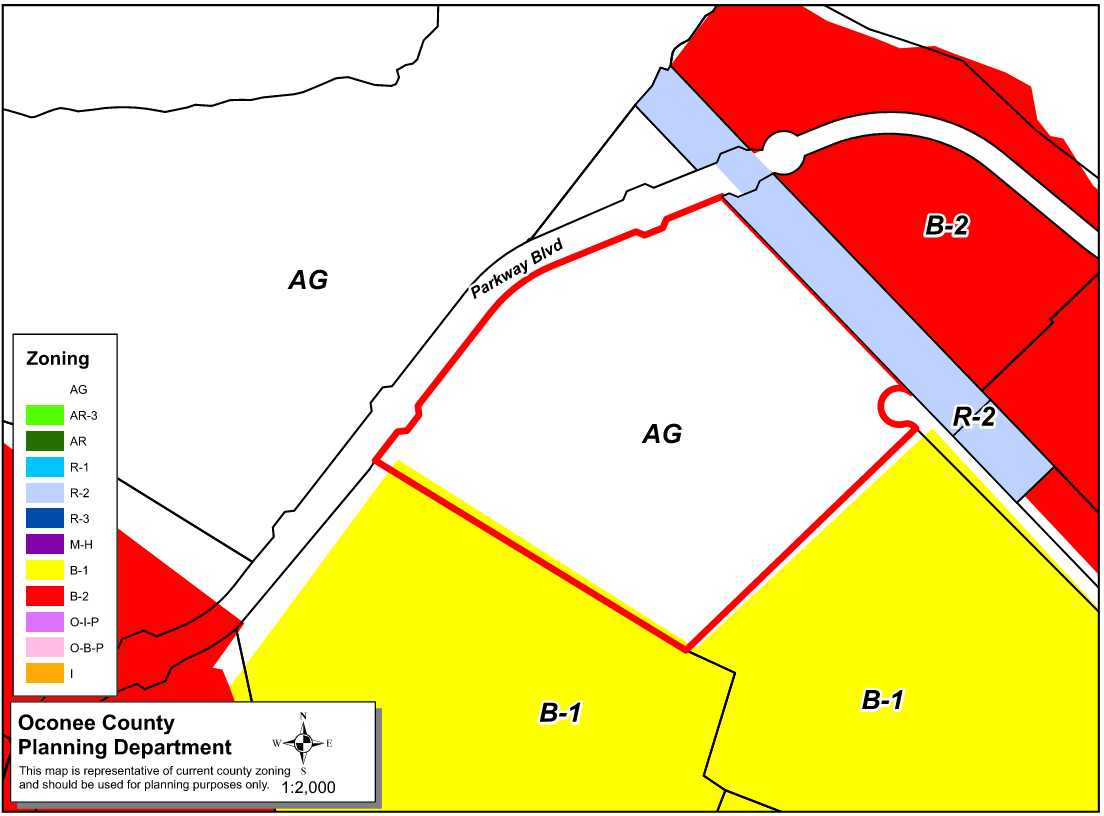 B-2
AG
Parkway Blvd
AG
R-2
B-1
B-1
Zoning
AG
AR-3
AR
R-1
R-2
R-3
M-H
B-1
B-2
O-I-P
O-B-P
I
Oconee County
Planning Department
This map is representative of current county zoning
and should be used for planning purposes only.
N
W E
S
1:2,000